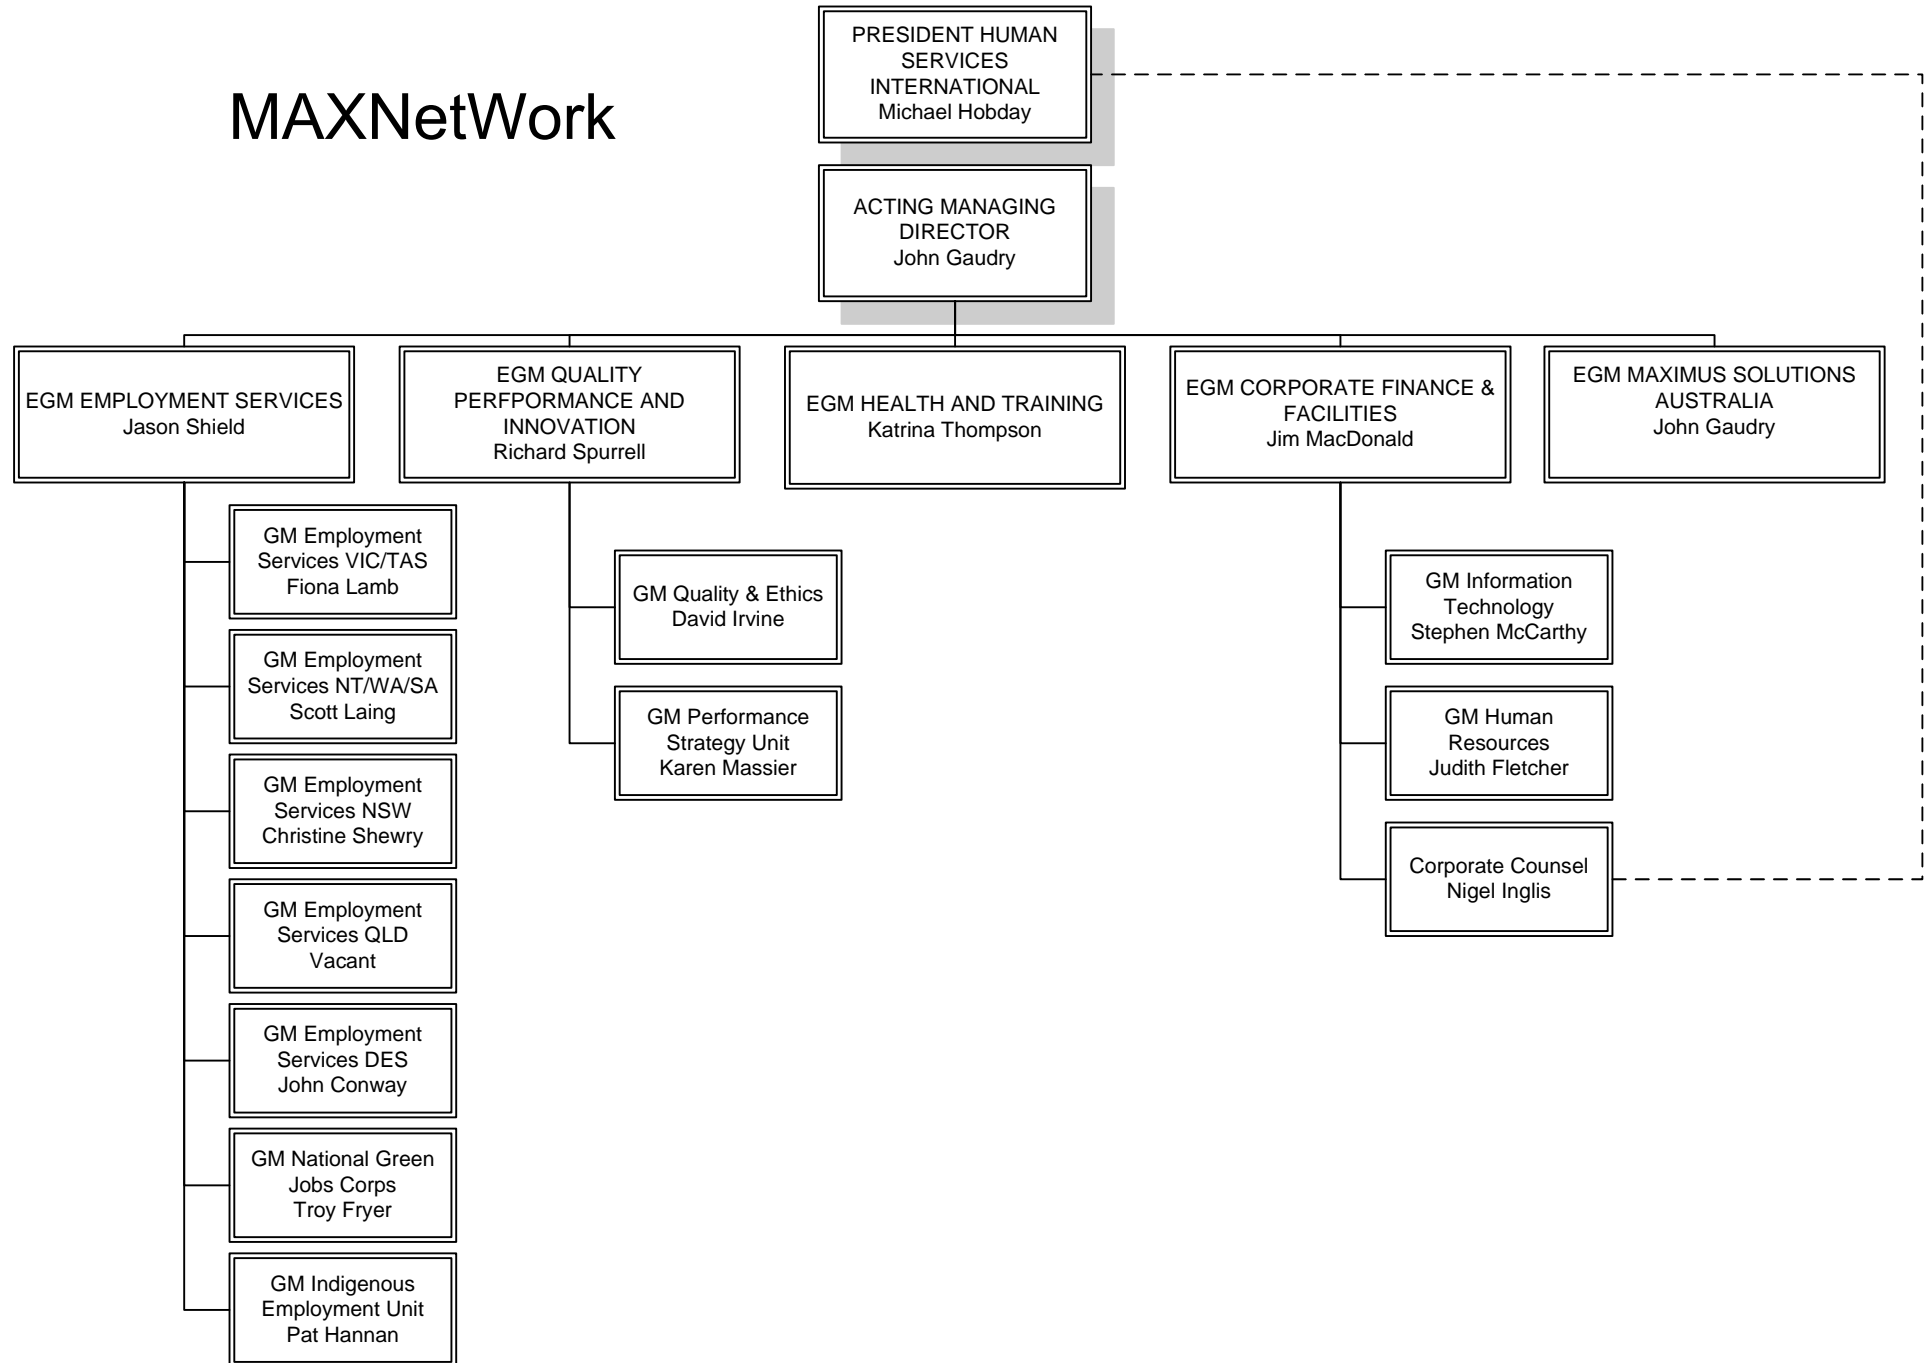 MAXNetWork
PRESIDENT HUMAN
SERVICES
INTERNATIONAL
Michael Hobday
ACTING MANAGING
DIRECTOR
John Gaudry
EGM EMPLOYMENT SERVICES
Jason Shield
EGM QUALITY
PERFPORMANCE AND
INNOVATION
Richard Spurrell
EGM HEALTH AND TRAINING
Katrina Thompson
EGM CORPORATE FINANCE &
FACILITIES
Jim MacDonald
EGM MAXIMUS SOLUTIONS
AUSTRALIA
John Gaudry
GM Employment
Services VIC/TAS
Fiona Lamb
GM Employment
Services NT/WA/SA
Scott Laing
GM Employment
Services NSW
Christine Shewry
GM Employment
Services QLD
Vacant
GM Employment
Services DES
John Conway
GM National Green
Jobs Corps
Troy Fryer
GM Indigenous
Employment Unit
Pat Hannan
GM Quality & Ethics
David Irvine
GM Performance
Strategy Unit
Karen Massier
GM Information
Technology
Stephen McCarthy
GM Human
Resources
Judith Fletcher
Corporate Counsel
Nigel Inglis